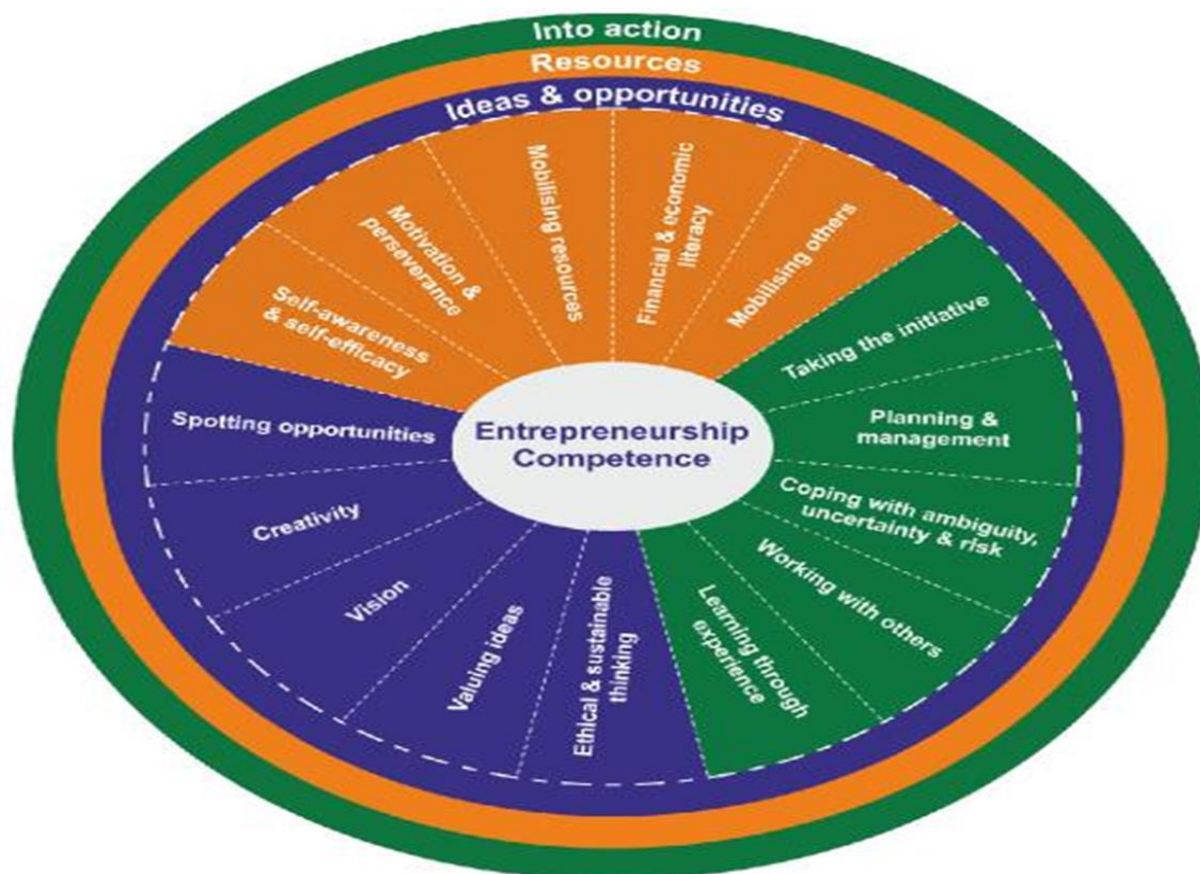 Into action
Resources
Ideas & opportunities
Self-awareness
& self-efficacy
Motivation &
perseverance
Mobilising resources
Financial & economic
literacy
Mobilising others
Taking the initiative
Planning &
management
Coping with ambiguity,
uncertainty & risk
Working with others
Learning through
experience
Ethical & sustainable
thinking
Valuing ideas
Vision
Creativity
Spotting opportunities
Entrepreneurship
Competence